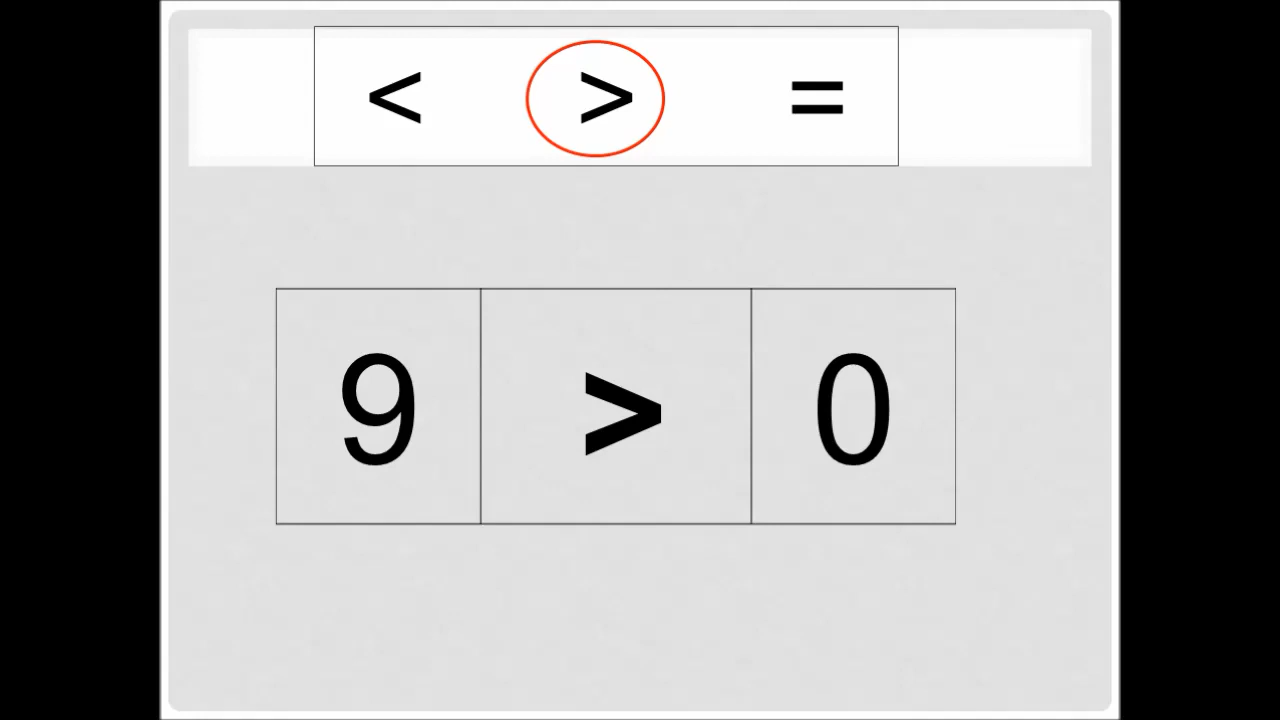 < > =
9 > 0